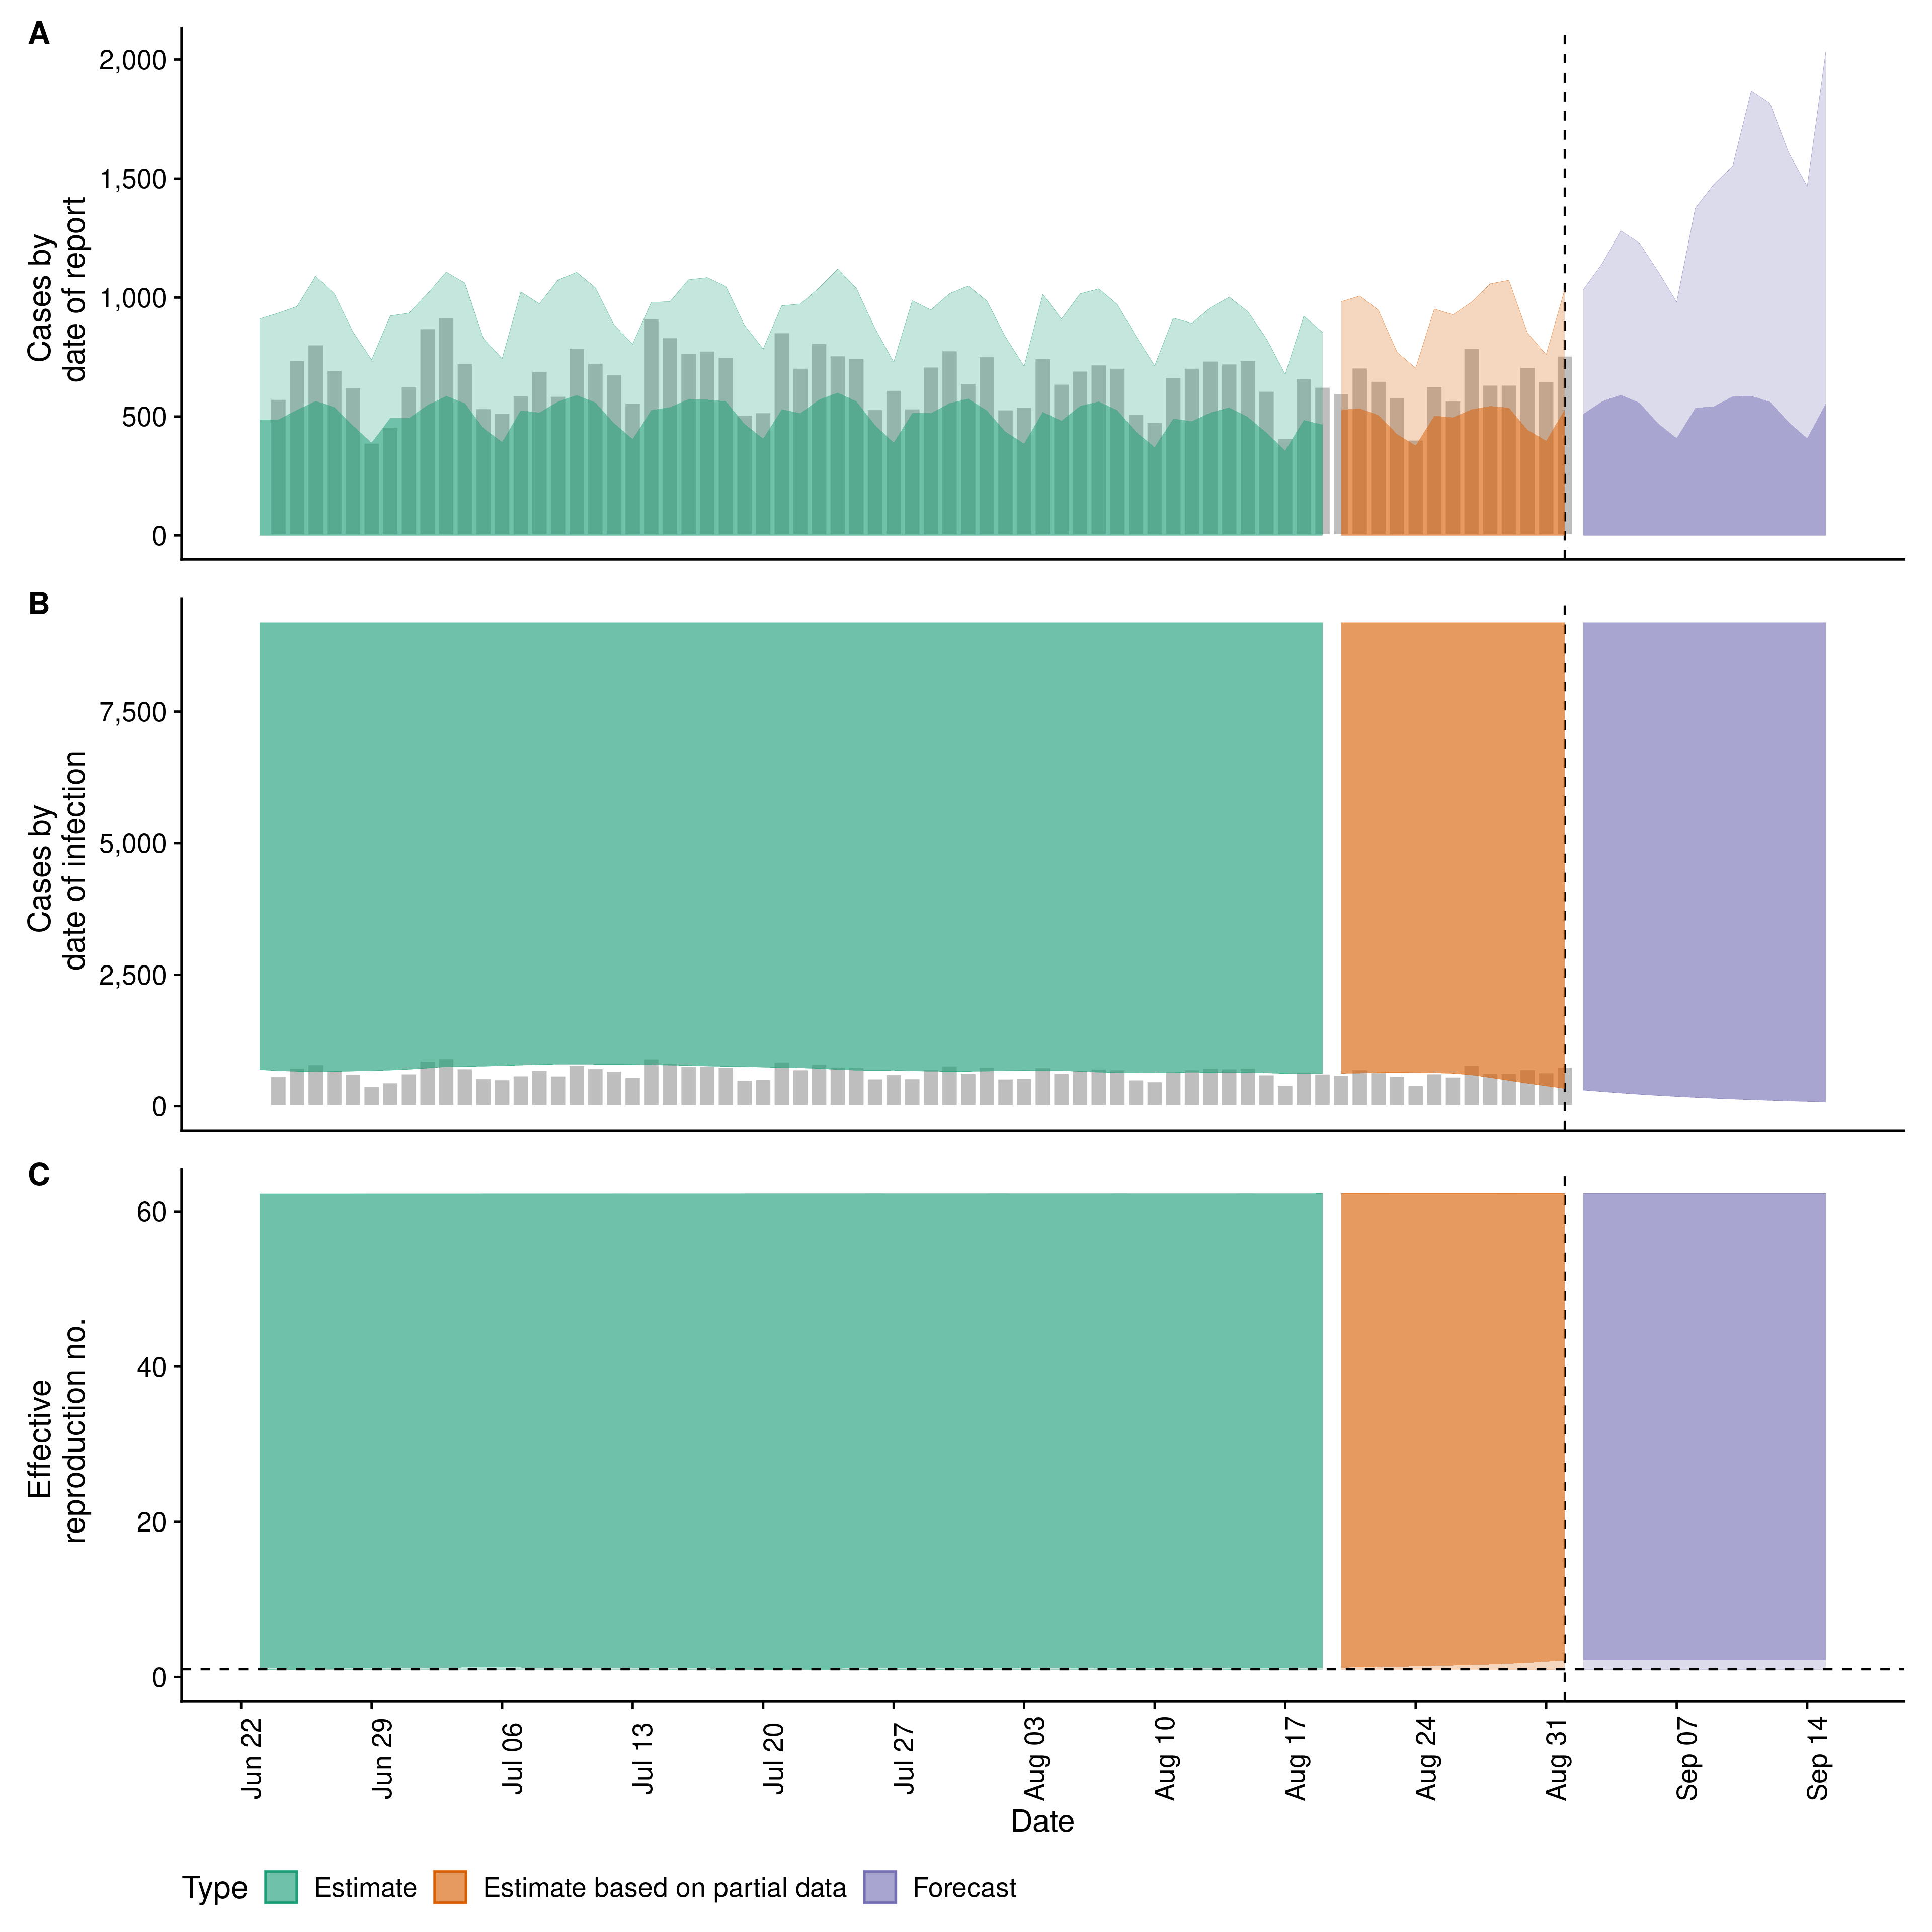 A
Cases by
date of report
2,000
1,500
1,000
500
0
B
Cases by
date of infection
7,500
5,000
2,500
0
C
Effective
reproduction no.
60
40
20
0
Jun 22
Jun 29
Jul 06
Jul 13
Jul 20
Jul 27
Aug 03
Aug 10
Aug 17
Aug 24
Aug 31
Sep 07
Sep 14
Date
Type Estimate Estimate based on partial data Forecast